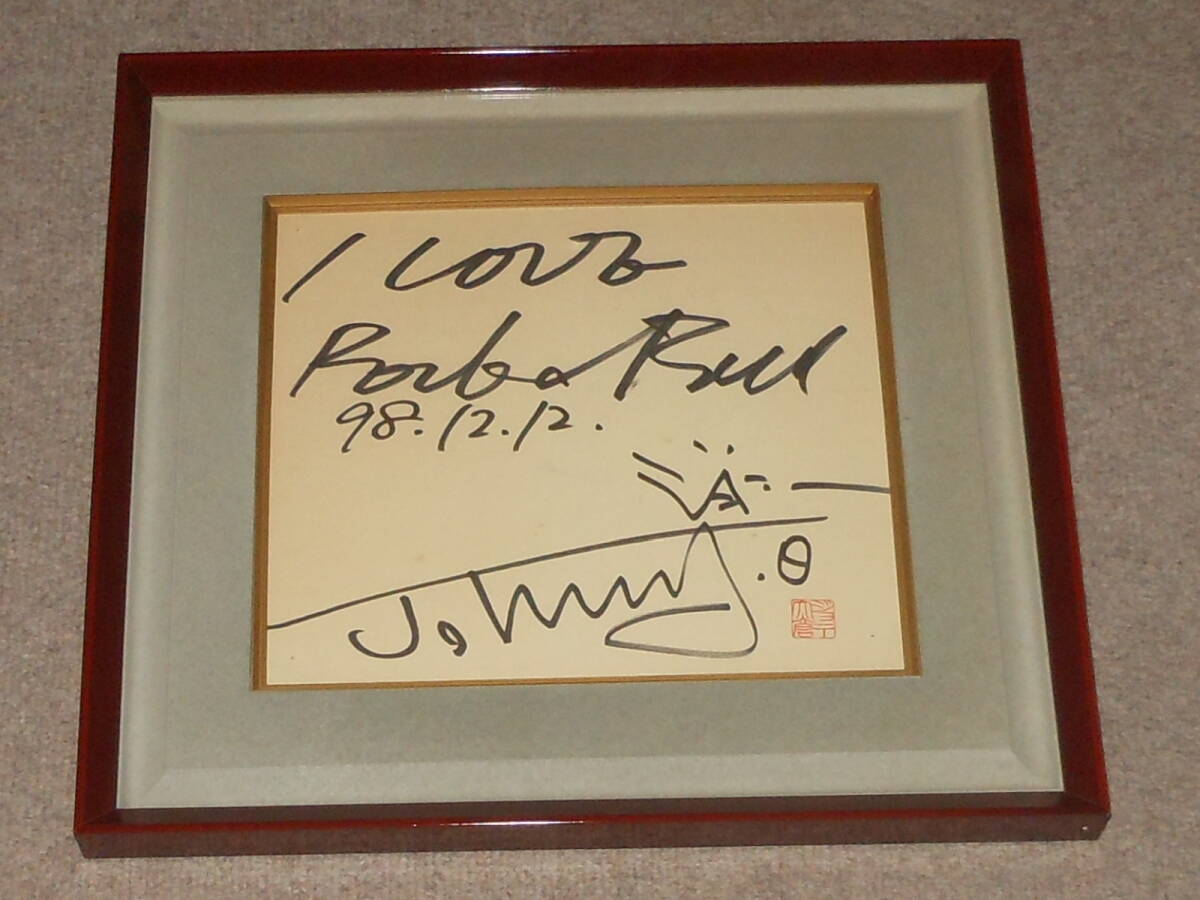 I LOVE
Rock a Roll
98.12.12.
Johnny.O